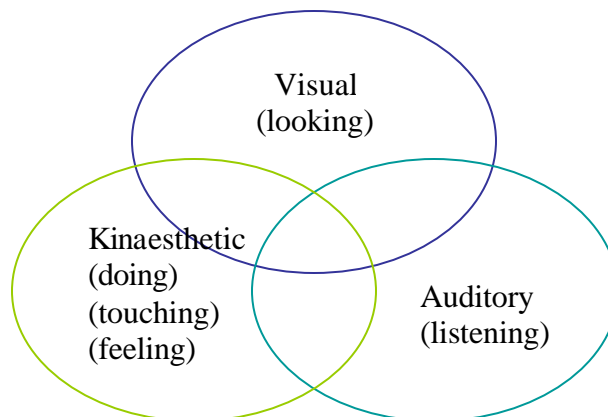 Visual
(looking)
Kinaesthetic
(doing)
(touching)
(feeling)
Auditory
(listening)